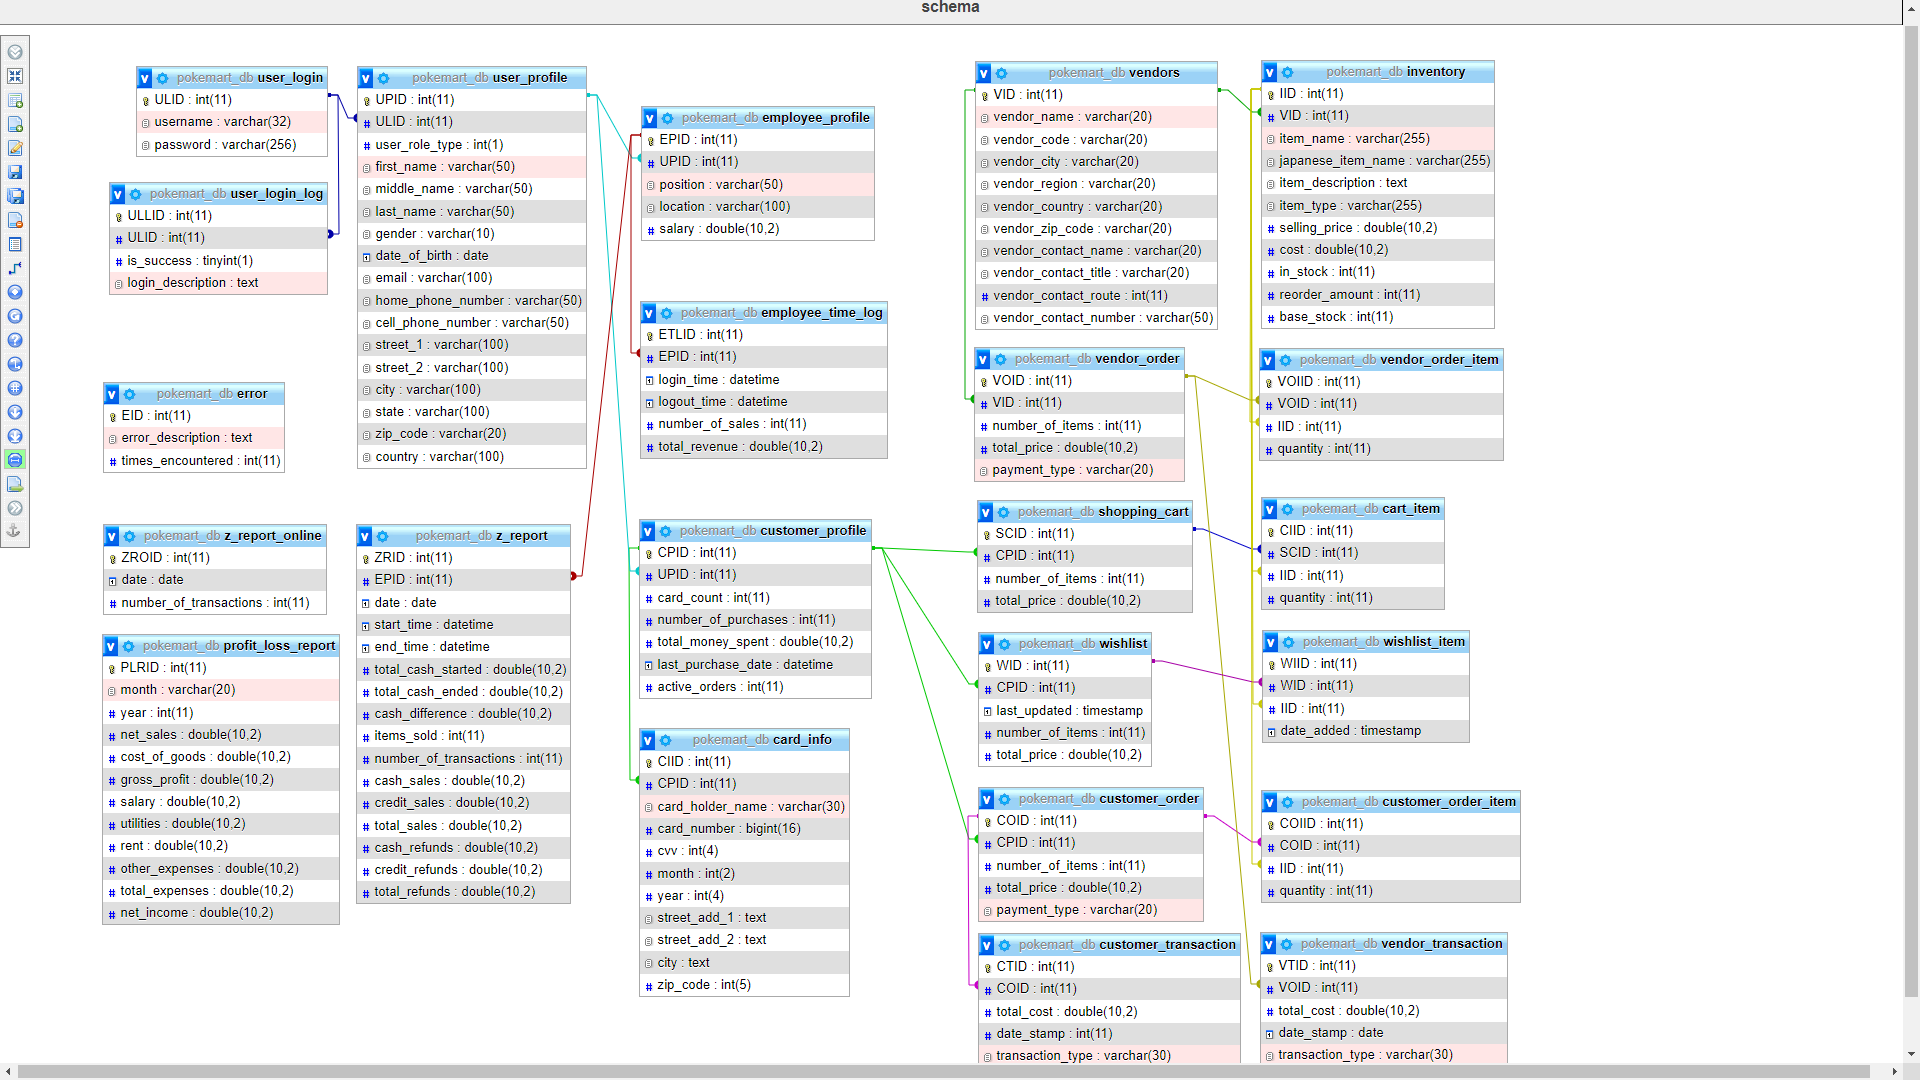 schema
pokemart_db user_login
ULID : int(11)
username : varchar(32)
password : varchar(256)
pokemart_db user_login_log
ULLID : int(11)
ULID : int(11)
is_success : tinyint(1)
login_description : text
pokemart_db error
EID : int(11)
error_description : text
times_encountered : int(11)
pokemart_db z_report_online
ZROID : int(11)
date : date
number_of_transactions : int(11)
pokemart_db profit_loss_report
PLRID : int(11)
month : varchar(20)
year : int(11)
net_sales : double(10,2)
cost_of_goods : double(10,2)
gross_profit : double(10,2)
salary : double(10,2)
utilities : double(10,2)
rent : double(10,2)
other_expenses : double(10,2)
total_expenses : double(10,2)
net_income : double(10,2)
pokemart_db user_profile
UPID : int(11)
ULID : int(11)
user_role_type : int(1)
first_name : varchar(50)
middle_name : varchar(50)
last_name : varchar(50)
gender : varchar(10)
date_of_birth : date
email : varchar(100)
home_phone_number : varchar(50)
cell_phone_number : varchar(50)
street_1 : varchar(100)
street_2 : varchar(100)
city : varchar(100)
state : varchar(100)
zip_code : varchar(20)
country : varchar(100)
pokemart_db z_report
ZRID : int(11)
EPID : int(11)
date : date
start_time : datetime
end_time : datetime
total_cash_started : double(10,2)
total_cash_ended : double(10,2)
cash_difference : double(10,2)
items_sold : int(11)
number_of_transactions : int(11)
cash_sales : double(10,2)
credit_sales : double(10,2)
total_sales : double(10,2)
cash_refunds : double(10,2)
credit_refunds : double(10,2)
total_refunds : double(10,2)
pokemart_db employee_profile
EPID : int(11)
UPID : int(11)
position : varchar(50)
location : varchar(100)
salary : double(10,2)
pokemart_db employee_time_log
ETLID : int(11)
EPID : int(11)
login_time : datetime
logout_time : datetime
number_of_sales : int(11)
total_revenue : double(10,2)
pokemart_db customer_profile
CPID : int(11)
UPID : int(11)
card_count : int(11)
number_of_purchases : int(11)
total_money_spent : double(10,2)
last_purchase_date : datetime
active_orders : int(11)
pokemart_db card_info
CIID : int(11)
CPID : int(11)
card_holder_name : varchar(30)
card_number : bigint(16)
cvv : int(4)
month : int(2)
year : int(4)
street_add_1 : text
street_add_2 : text
city : text
zip_code : int(5)
pokemart_db vendors
VID : int(11)
vendor_name : varchar(20)
vendor_code : varchar(20)
vendor_city : varchar(20)
vendor_region : varchar(20)
vendor_country : varchar(20)
vendor_zip_code : varchar(20)
vendor_contact_name : varchar(20)
vendor_contact_title : varchar(20)
vendor_contact_route : int(11)
vendor_contact_number : varchar(50)
pokemart_db vendor_order
VOID : int(11)
VID : int(11)
number_of_items : int(11)
total_price : double(10,2)
payment_type : varchar(20)
pokemart_db shopping_cart
SCID : int(11)
CPID : int(11)
number_of_items : int(11)
total_price : double(10,2)
pokemart_db wishlist
WID : int(11)
CPID : int(11)
last_updated : timestamp
number_of_items : int(11)
total_price : double(10,2)
pokemart_db customer_order
COID : int(11)
CPID : int(11)
number_of_items : int(11)
total_price : double(10,2)
payment_type : varchar(20)
pokemart_db customer_transaction
CTID : int(11)
COID : int(11)
total_cost : double(10,2)
date_stamp : int(11)
transaction_type : varchar(30)
pokemart_db inventory
IID : int(11)
VID : int(11)
item_name : varchar(255)
japanese_item_name : varchar(255)
item_description : text
item_type : varchar(255)
selling_price : double(10,2)
cost : double(10,2)
in_stock : int(11)
reorder_amount : int(11)
base_stock : int(11)
pokemart_db vendor_order_item
VOIID : int(11)
VOID : int(11)
IID : int(11)
quantity : int(11)
pokemart_db cart_item
CIID : int(11)
SCID : int(11)
IID : int(11)
quantity : int(11)
pokemart_db wishlist_item
WIID : int(11)
WID : int(11)
IID : int(11)
date_added : timestamp
pokemart_db customer_order_item
COIID : int(11)
COID : int(11)
IID : int(11)
quantity : int(11)
pokemart_db vendor_transaction
VTID : int(11)
VOID : int(11)
total_cost : double(10,2)
date_stamp : date
transaction_type : varchar(30)